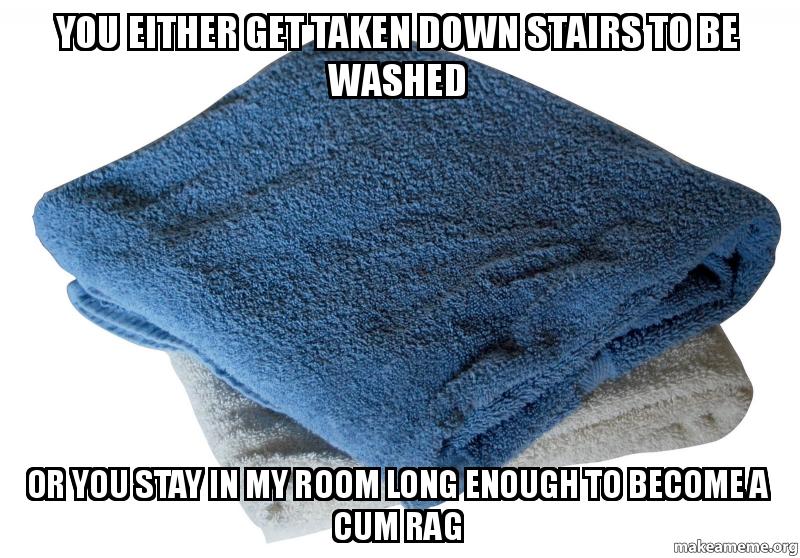 YOU EITHER GET TAKEN DOWN STAIRS TO BE
WASHED
OR YOU STAY IN MY ROOM LONG ENOUGH TO BECOME A
CUM RAG
makeameme.org